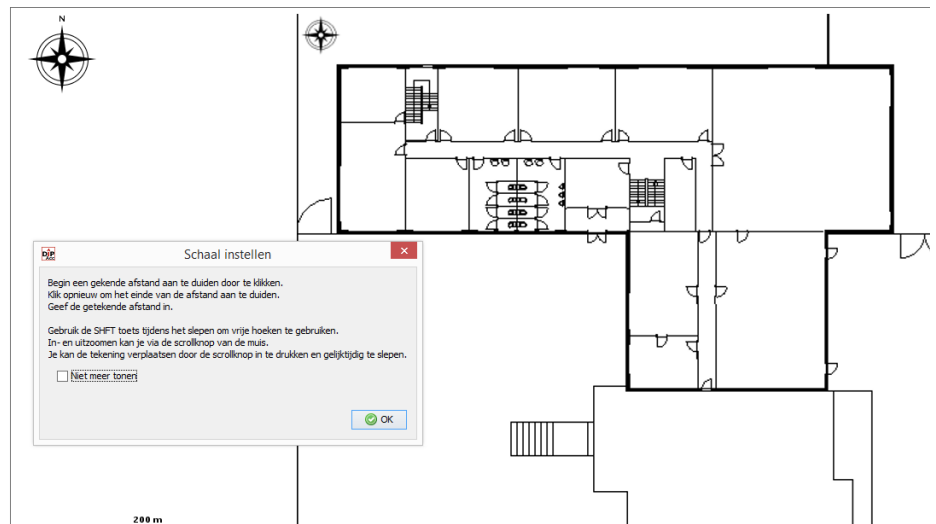 N
Schaal instellen
Begin een gekende afstand aan te duiden door te klikken.
Klik opnieuw om het einde van de afstand aan te duiden.
Geef de getekende afstand in.
Gebruik de SHFT toets tijdens het slepen om vrije hoeken te gebruiken.
In- en uitzoomen kan je via de scrollknop van de muis.
Je kan de tekening verplaatsen door de scrollknop in te drukken en gelijktijdig te slepen.
Niet meer tonen
OK
200 m